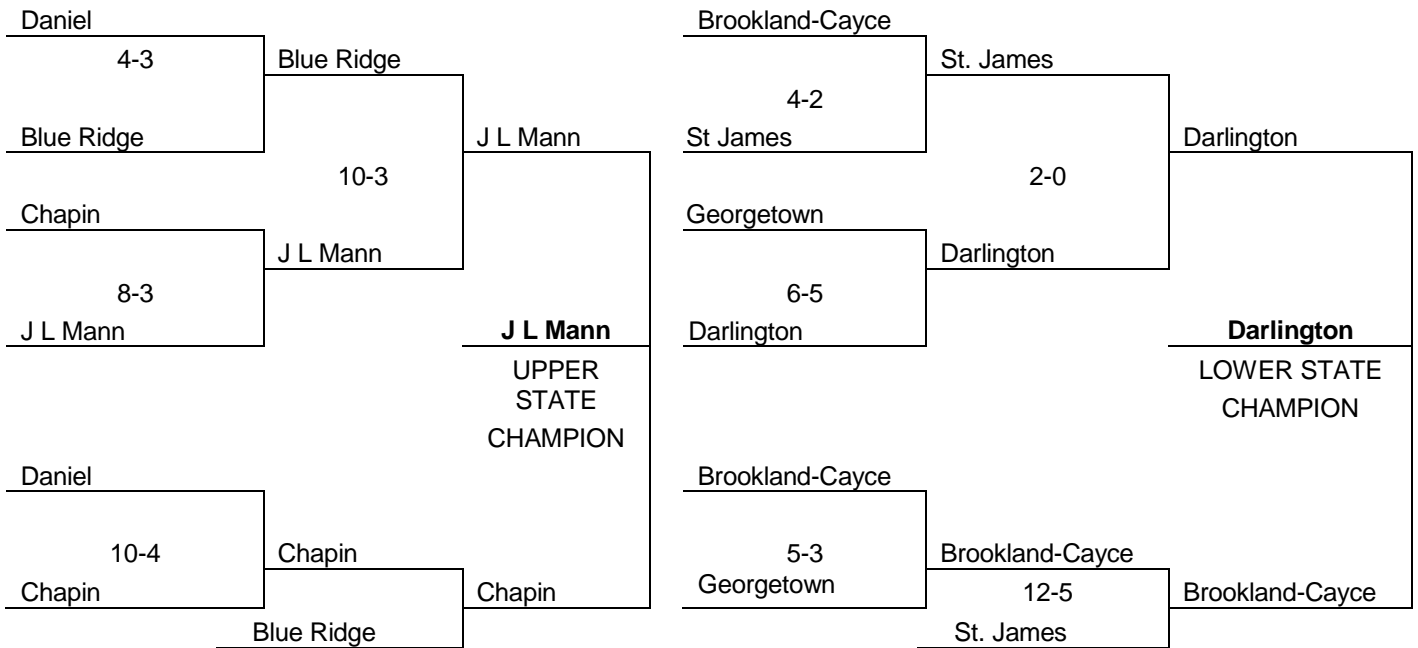 Daniel Brookland-Cayce
4-3 Blue Ridge St. James
4-2
Blue Ridge J L Mann St James Darlington
10-3 2-0
Chapin Georgetown
J L Mann Darlington
8-3 6-5
J L Mann J L Mann Darlington Darlington
UPPER LOWER STATE
STATE
CHAMPION
CHAMPION
Daniel Brookland-Cayce
10-4 Chapin 5-3 Brookland-Cayce
Chapin Chapin Georgetown 12-5 Brookland-Cayce
Blue Ridge St. James